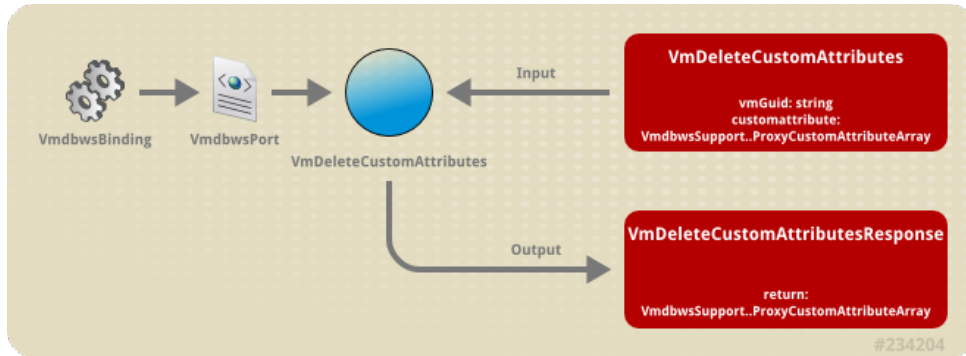 VmDeleteCustomAttributes
Input
vmGuid: string
customattribute:
VmdbwsSupport..ProxyCustomAttributeArray
VmdbwsBinding
VmdbwsPort
VmDeleteCustomAttributes
VmDeleteCustomAttributesResponse
Output
return:
VmdbwsSupport..ProxyCustomAttributeArray
#234204